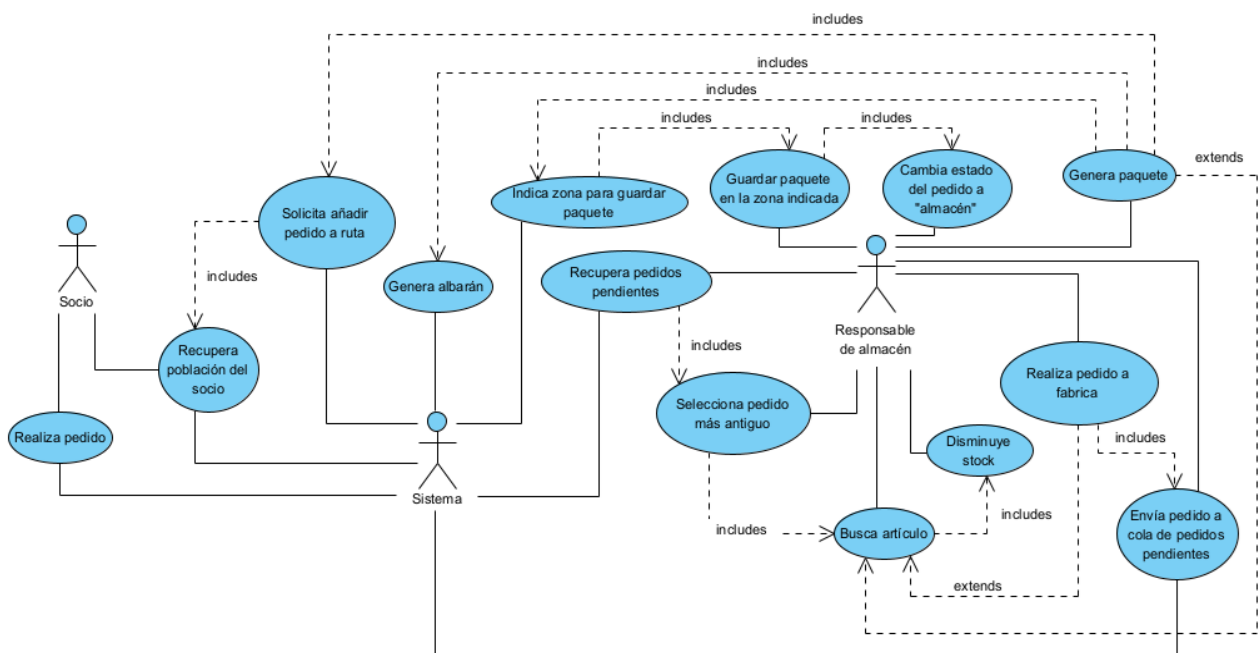 includes
includes
includes
includes
includes
extends
Solicita añadir
pedido a ruta
Indica zona para guardar
paquete
Guardar paquete
en la zona indicada
Cambia estado
del pedido a
"almacén"
Genera paquete
includes
Genera albarán
Recupera pedidos
pendientes
Socio
Responsable
de almacén
Recupera
población del
socio
includes
Realiza pedido a
fabrica
Selecciona pedido
más antiguo
Realiza pedido
Disminuye
stock
includes
Sistema
Envía pedido a
cola de pedidos
pendientes
includes
Busca artículo
includes
extends